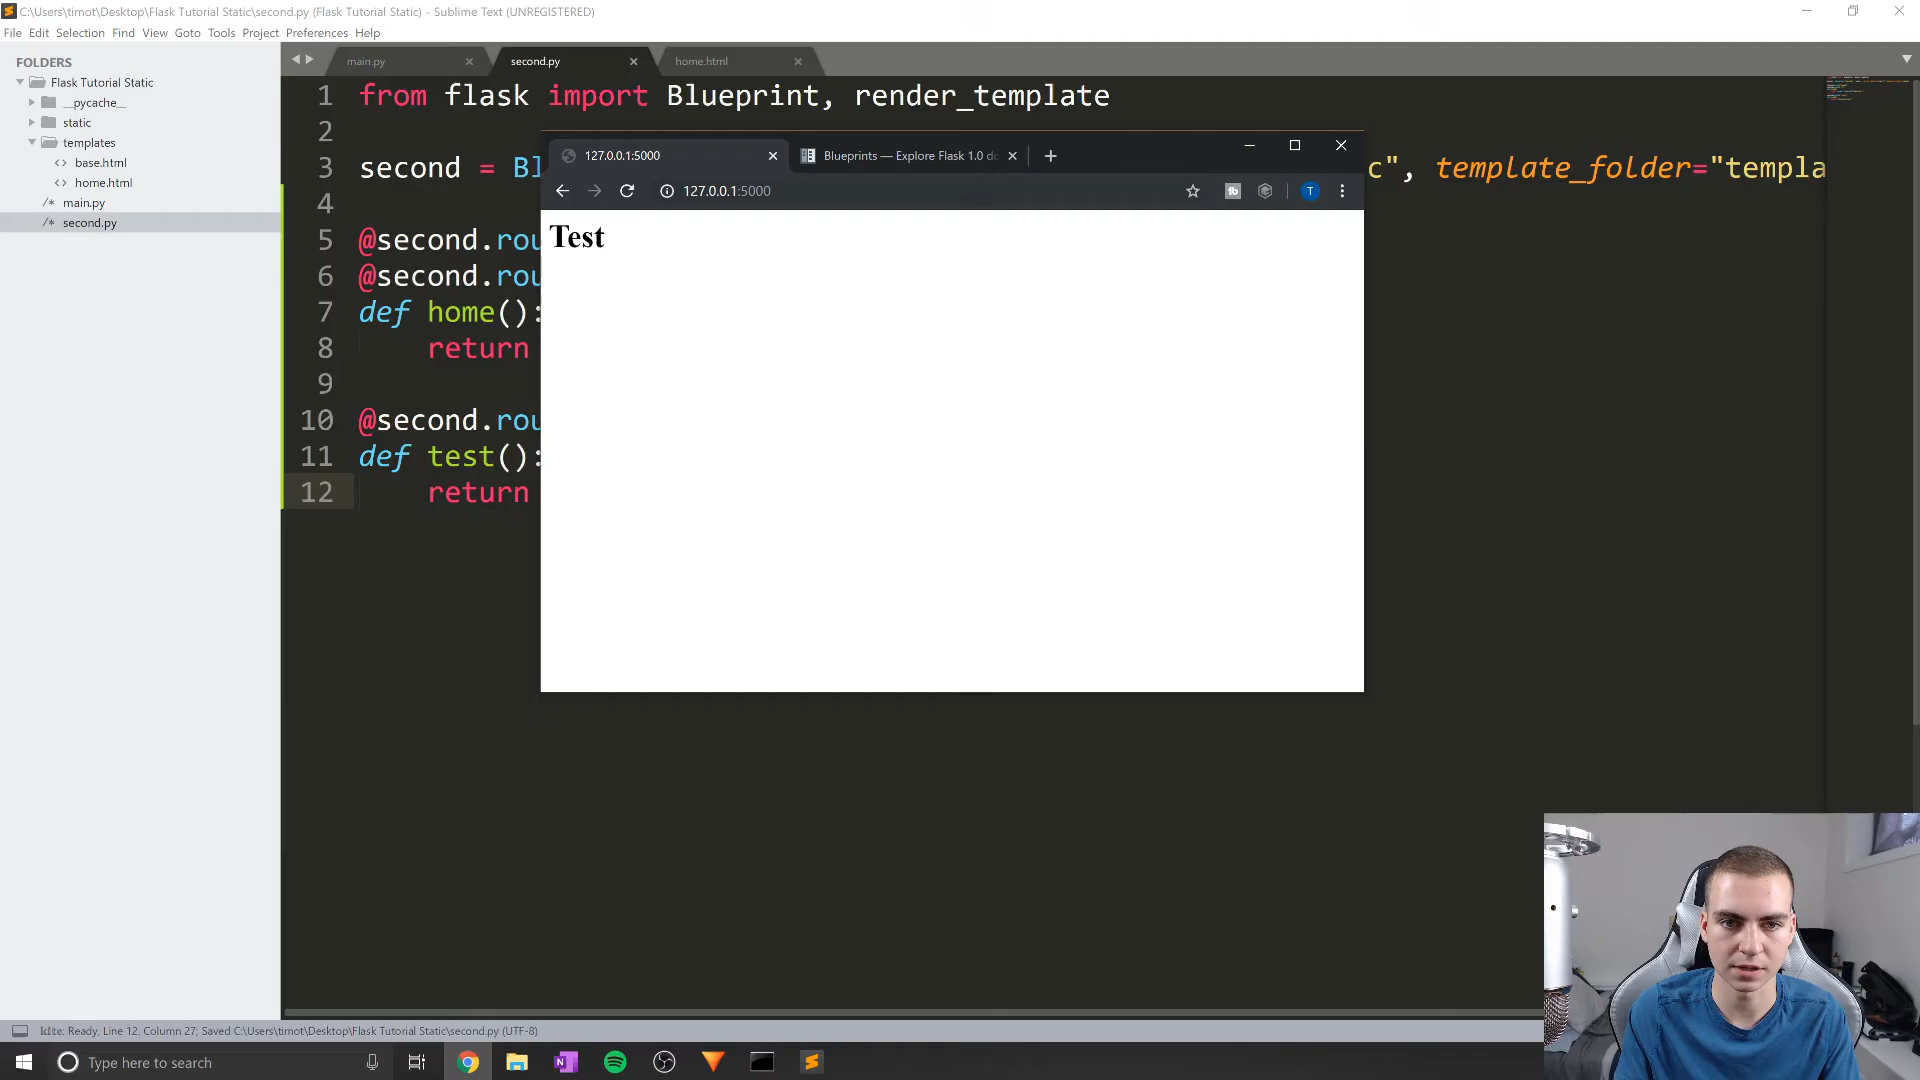 C:\Users\timot\Desktop\Flask Tutorial Static\second.py (Flask Tutorial Static) - Sublime Text (UNREGISTERED)
File Edit Selection Find View Goto Tools Project Preferences Help
FOLDERS
Flask Tutorial Static
__pycache__
static
templates
base.html
home.html
main.py
second.py
main.py second.py home.html
1 from flask import Blueprint, render_template
2
3 second = Bl c", template_folder="templa
4
5 @second.rou
6 @second.rou
7 def home():
8 return
9
10 @second.rou
11 def test():
12 return
127.0.0.1:5000 Blueprints — Explore Flask 1.0 do
127.0.0.1:5000
T
Test
kite: Ready, Line 12, Column 27; Saved C:\Users\timot\Desktop\Flask Tutorial Static\second.py (UTF-8)
Type here to search